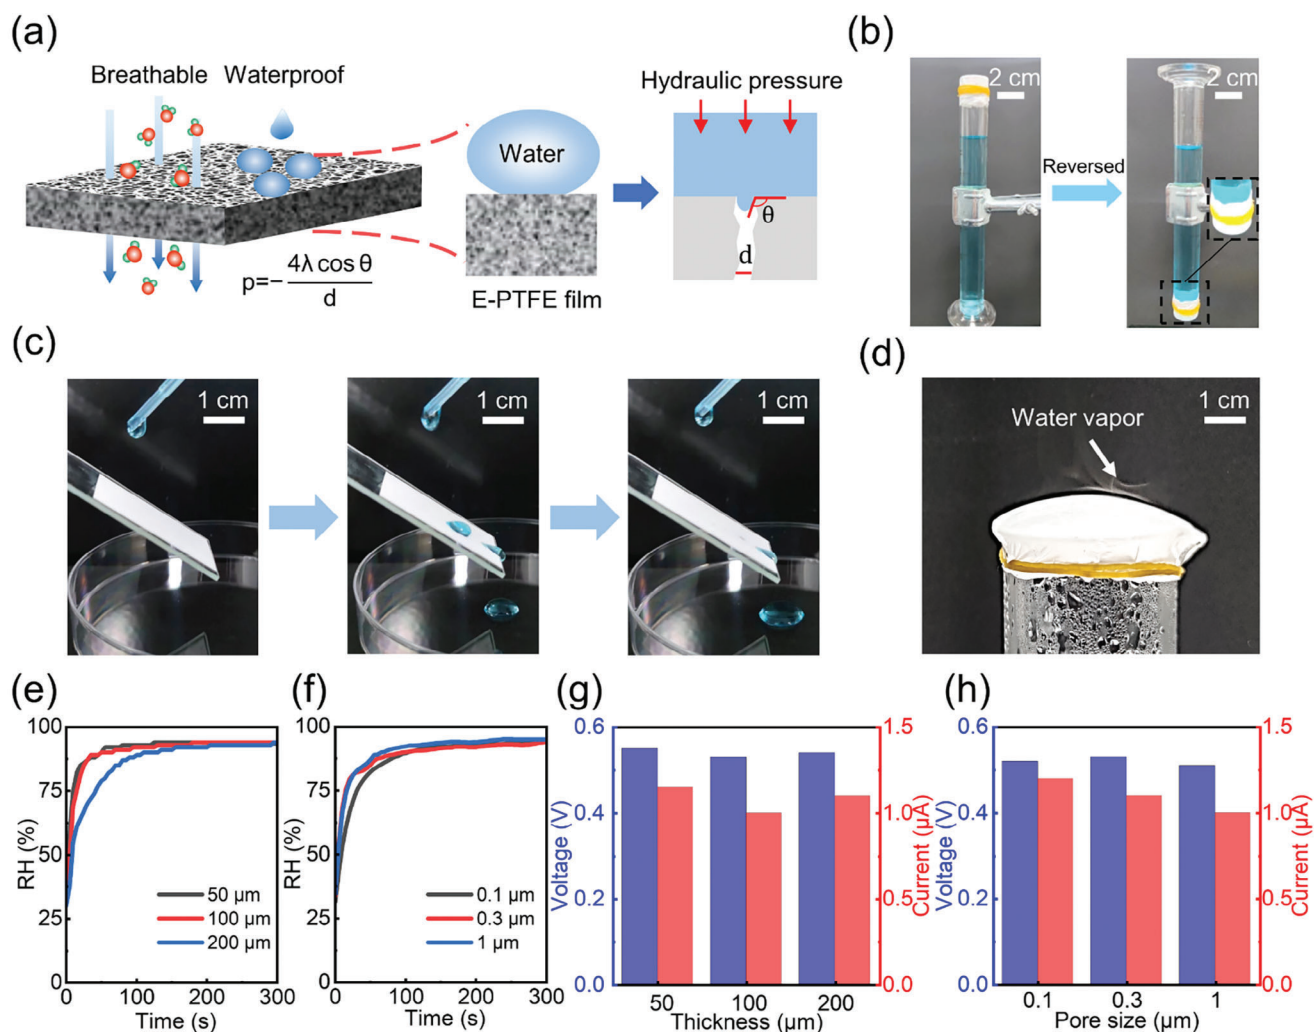 (a)
Breathable
Waterproof
Water
E-PTFE film
p=-4λ cos θ/d
Hydraulic pressure
θ
d
(b)
2 cm
Reversed
2 cm
(c)
1 cm
1 cm
1 cm
(d)
1 cm
Water vapor
(e)
100
75
50
25
0
RH (%)
50 µm
100 µm
200 µm
0 100 200 300
Time (s)
(f)
100
75
50
25
0
RH (%)
0.1 µm
0.3 µm
1 µm
0 100 200 300
Time (s)
(g)
0.6
0.4
0.2
0.0
Voltage (V)
1.5
1.0
0.5
0.0
Current (µA)
50 100 200
Thickness (µm)
(h)
0.6
0.4
0.2
0.0
Voltage (V)
1.5
1.0
0.5
0.0
Current (µA)
0.1 0.3 1
Pore size (µm)